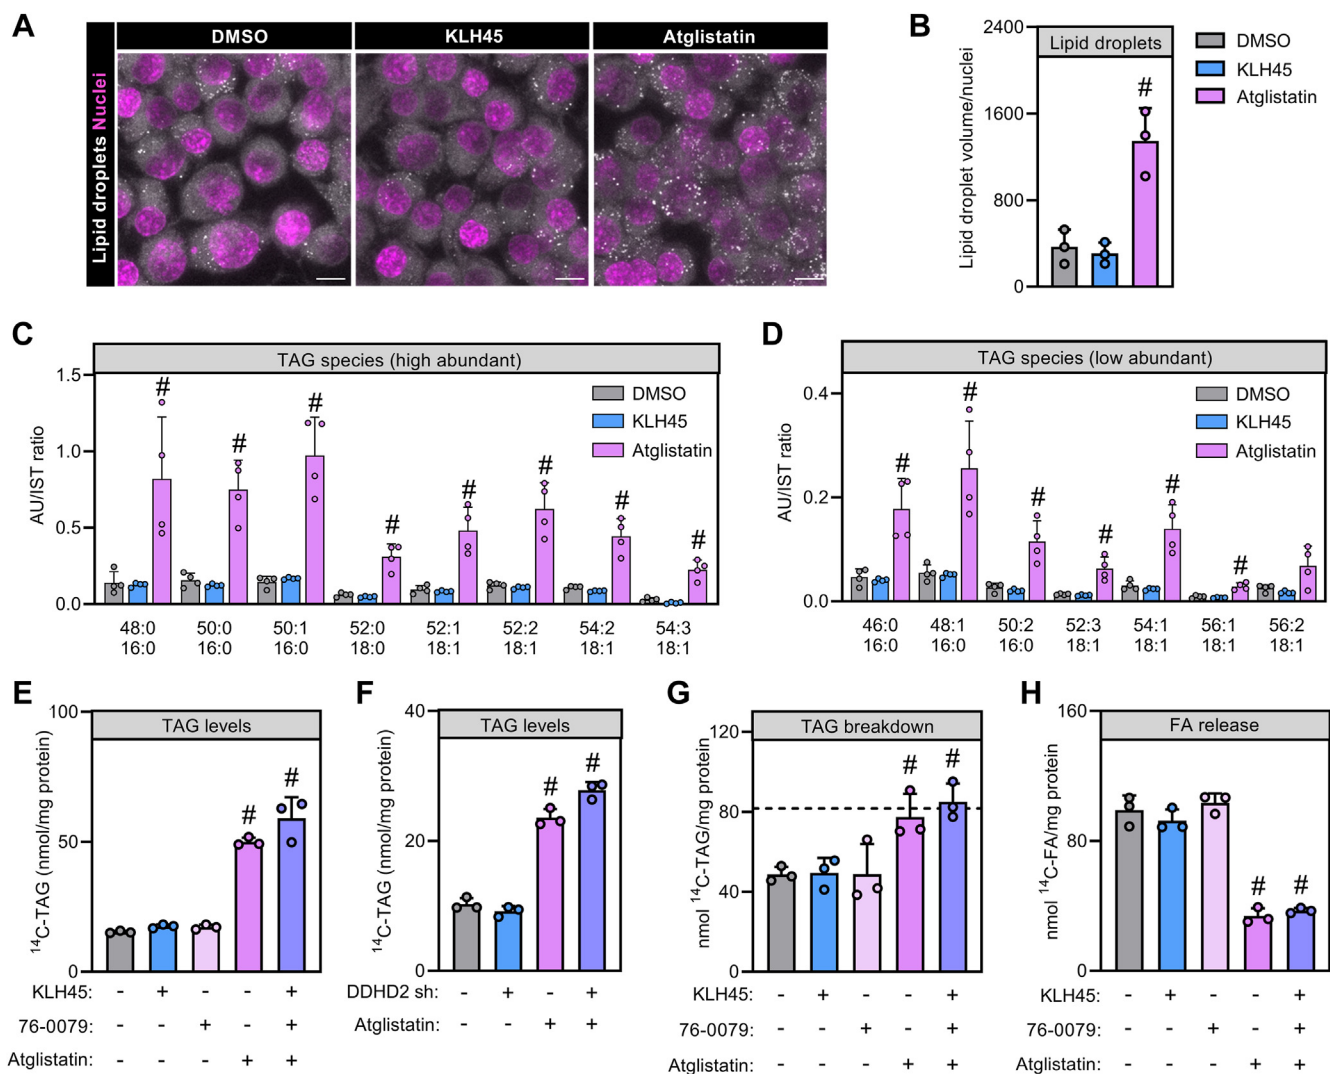 A
DMSO
KLH45
Atglistatin
Lipid droplets Nuclei
B
Lipid droplets
Lipid droplet volume/nuclei
2400
1600
800
0
#
DMSO
KLH45
Atglistatin
C
TAG species (high abundant)
AU/IST ratio
1.5
1.0
0.5
0.0
# # # # # # # #
DMSO
KLH45
Atglistatin
48:0 50:0 50:1 52:0 52:1 52:2 54:2 54:3
16:0 16:0 16:0 18:0 18:1 18:1 18:1 18:1
D
TAG species (low abundant)
AU/IST ratio
0.4
0.2
0.0
# # # # # #
DMSO
KLH45
Atglistatin
46:0 48:1 50:2 52:3 54:1 56:1 56:2
16:0 16:0 16:0 18:1 18:1 18:1 18:1
E
TAG levels
¹⁴C-TAG (nmol/mg protein)
100
50
0
# #
KLH45: - + - - +
76-0079: - - + - +
Atglistatin: - - - + +
F
TAG levels
¹⁴C-TAG (nmol/mg protein)
40
20
0
# #
DDHD2 sh: - + - +
Atglistatin: - - + +
G
TAG breakdown
nmol ¹⁴C-TAG/mg protein
120
80
40
0
# #
KLH45: - + - - +
76-0079: - - + - +
Atglistatin: - - - + +
H
FA release
nmol ¹⁴C-FA/mg protein
160
80
0
# #
KLH45: - + - - +
76-0079: - - + - +
Atglistatin: - - - + +